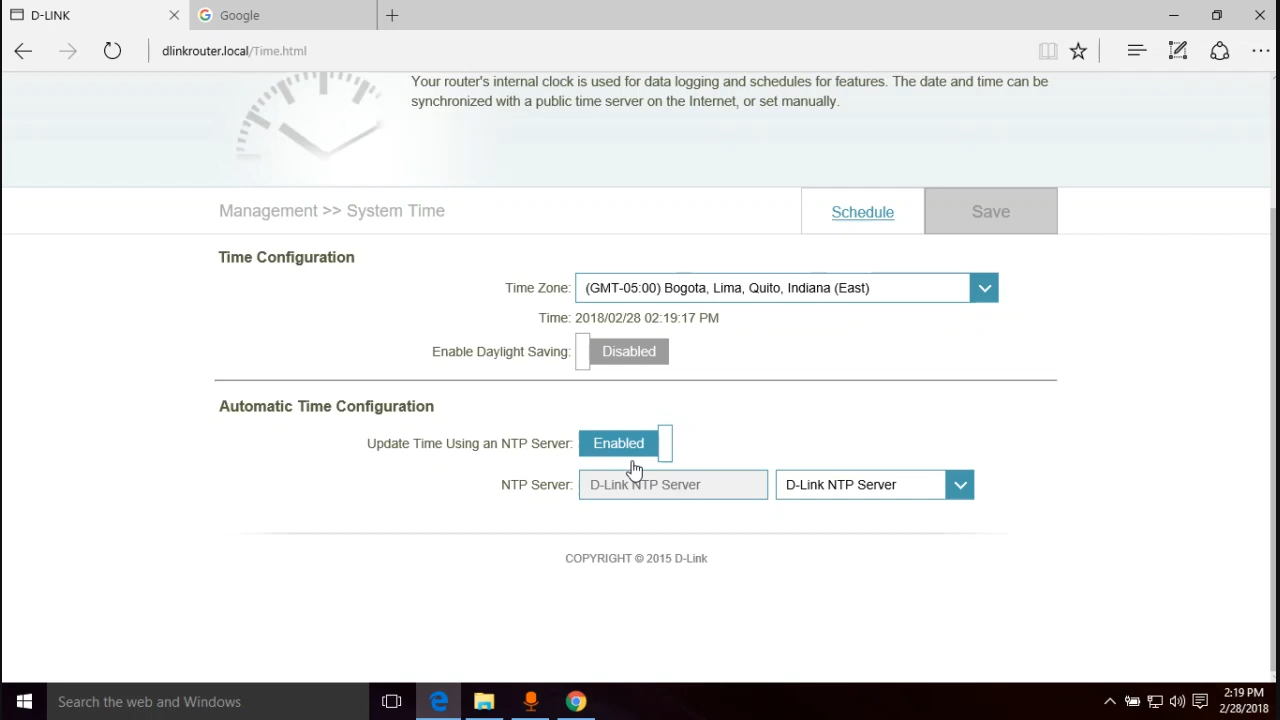 D-LINK
Google
dlinkrouter.local/Time.html
Your router's internal clock is used for data logging and schedules for features. The date and time can be
synchronized with a public time server on the Internet, or set manually.
Management >> System Time
Schedule
Save
Time Configuration
Time Zone: (GMT-05:00) Bogota, Lima, Quito, Indiana (East)
Time: 2018/02/28 02:19:17 PM
Enable Daylight Saving: Disabled
Automatic Time Configuration
Update Time Using an NTP Server: Enabled
NTP Server: D-Link NTP Server D-Link NTP Server
COPYRIGHT © 2015 D-Link
Search the web and Windows
2:19 PM
2/28/2018